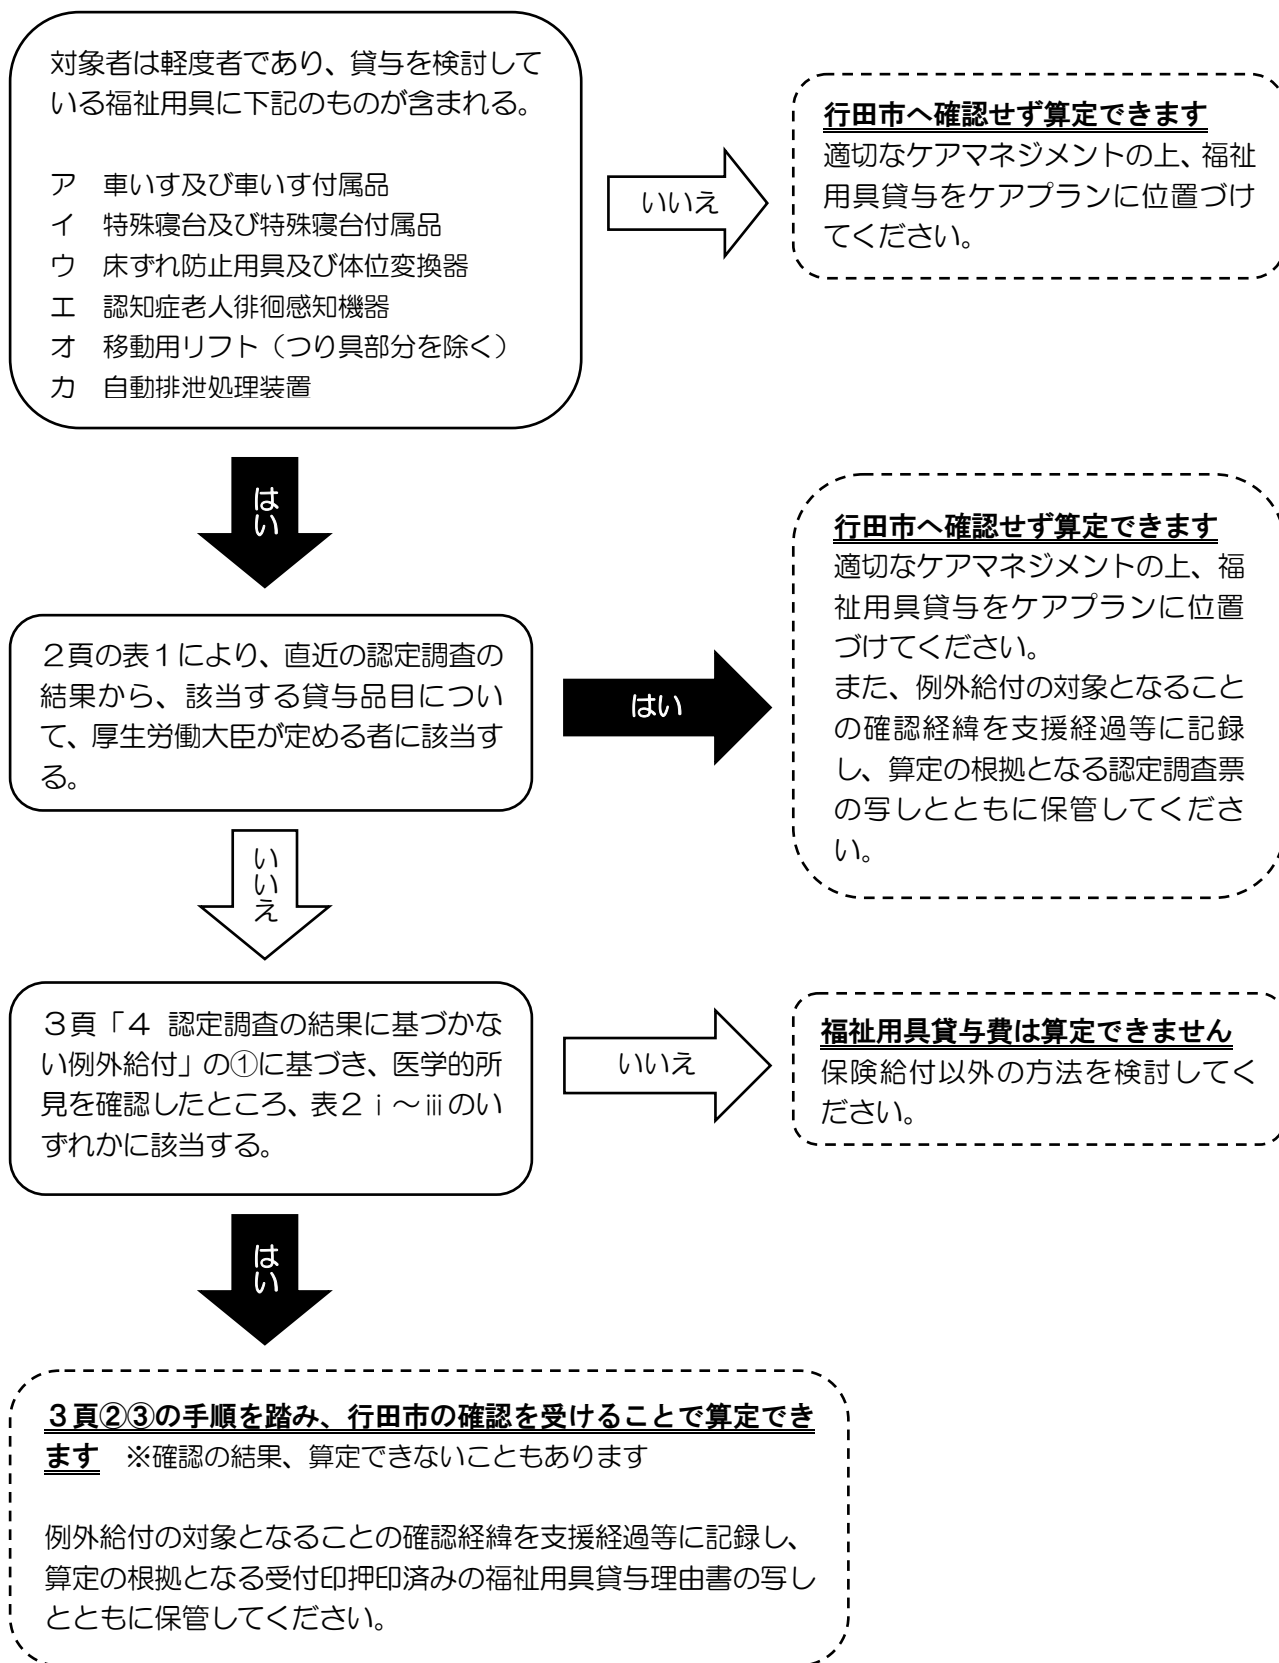 対象者は軽度者であり、貸与を検討して
いる福祉用具に下記のものが含まれる。
ア　車いす及び車いす付属品
イ　特殊寝台及び特殊寝台付属品
ウ　床ずれ防止用具及び体位変換器
エ　認知症老人徘徊感知機器
オ　移動用リフト（つり具部分を除く）
カ　自動排泄処理装置
いいえ
行田市へ確認せず算定できます
適切なケアマネジメントの上、福祉
用具貸与をケアプランに位置づけ
てください。
はい
２頁の表１により、直近の認定調査の
結果から、該当する貸与品目につい
て、厚生労働大臣が定める者に該当す
る。
はい
行田市へ確認せず算定できます
適切なケアマネジメントの上、福
祉用具貸与をケアプランに位置
づけてください。
また、例外給付の対象となること
の確認経緯を支援経過等に記録
し、算定の根拠となる認定調査票
の写しとともに保管してくださ
い。
いいえ
３頁「４ 認定調査の結果に基づかな
い例外給付」の①に基づき、医学的所
見を確認したところ、表２ⅰ～ⅲのい
ずれかに該当する。
いいえ
福祉用具貸与費は算定できません
保険給付以外の方法を検討してく
ださい。
はい
３頁②③の手順を踏み、行田市の確認を受けることで算定でき
ます　※確認の結果、算定できないこともあります
例外給付の対象となることの確認経緯を支援経過等に記録し、
算定の根拠となる受付印押印済みの福祉用具貸与理由書の写し
とともに保管してください。